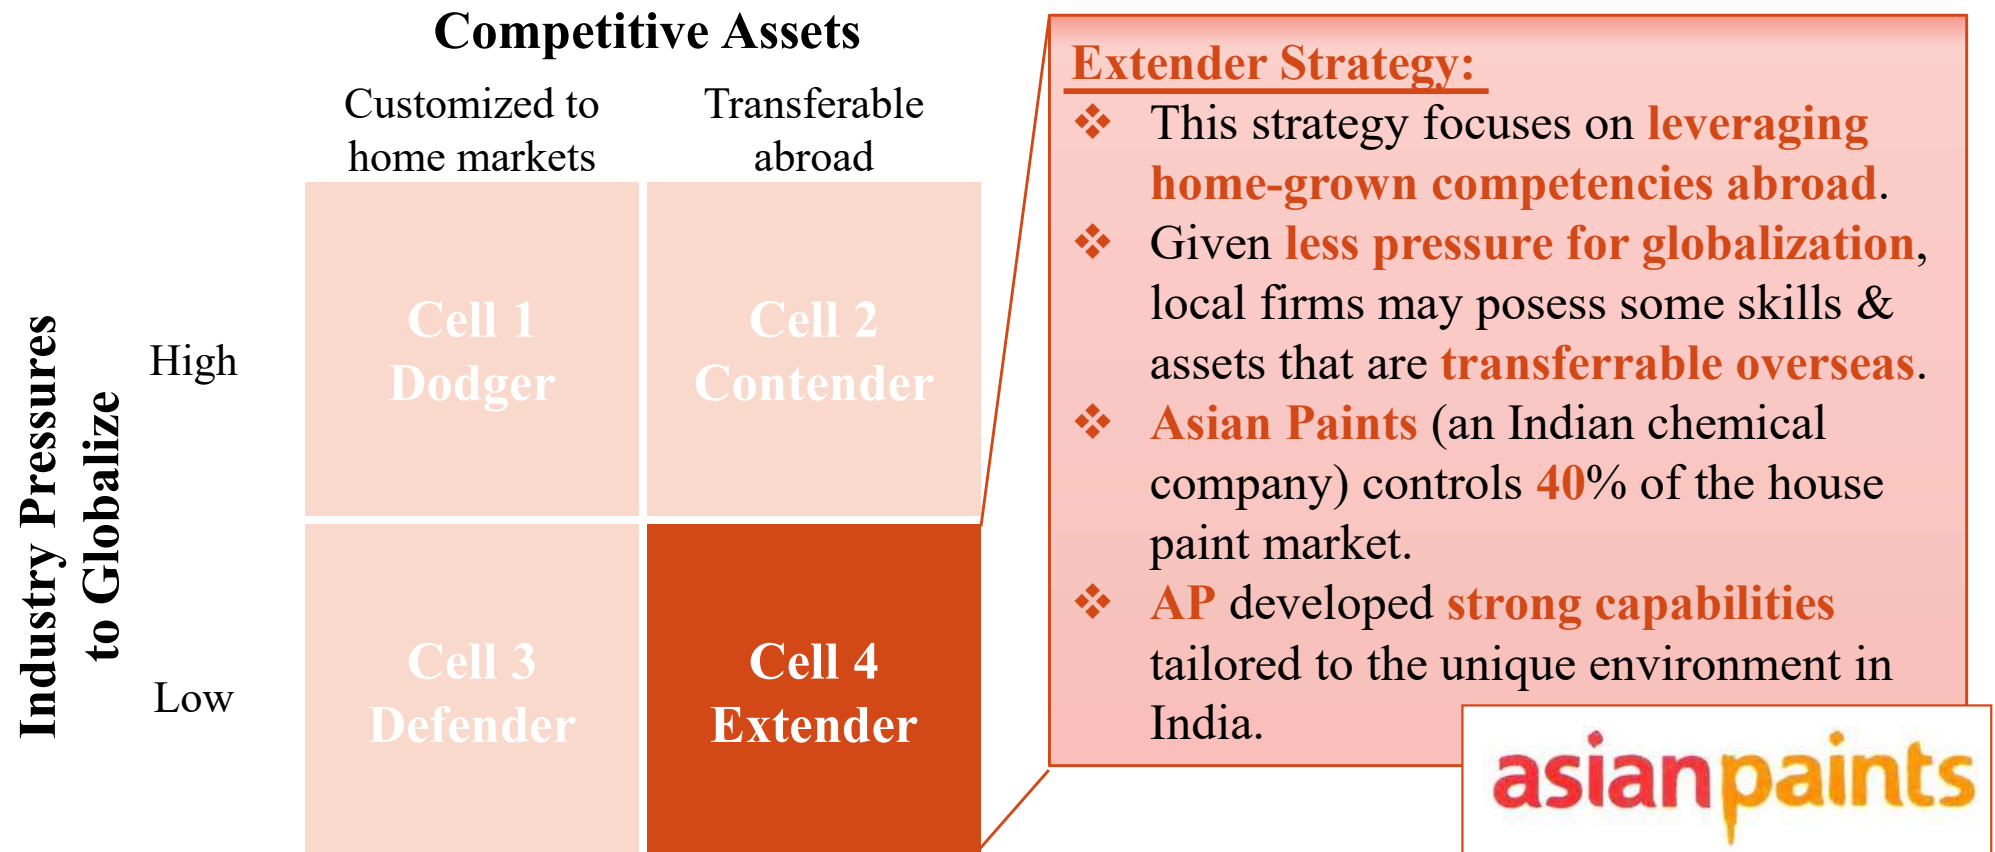 Competitive Assets
Customized to
home markets
Transferable
abroad
Industry Pressures
to Globalize
High
Low
Cell 1
Dodger
Cell 2
Contender
Cell 3
Defender
Cell 4
Extender
Extender Strategy:
❖ This strategy focuses on leveraging
home-grown competencies abroad.
❖ Given less pressure for globalization,
local firms may posess some skills &
assets that are transferrable overseas.
❖ Asian Paints (an Indian chemical
company) controls 40% of the house
paint market.
❖ AP developed strong capabilities
tailored to the unique environment in
India.
asianpaints